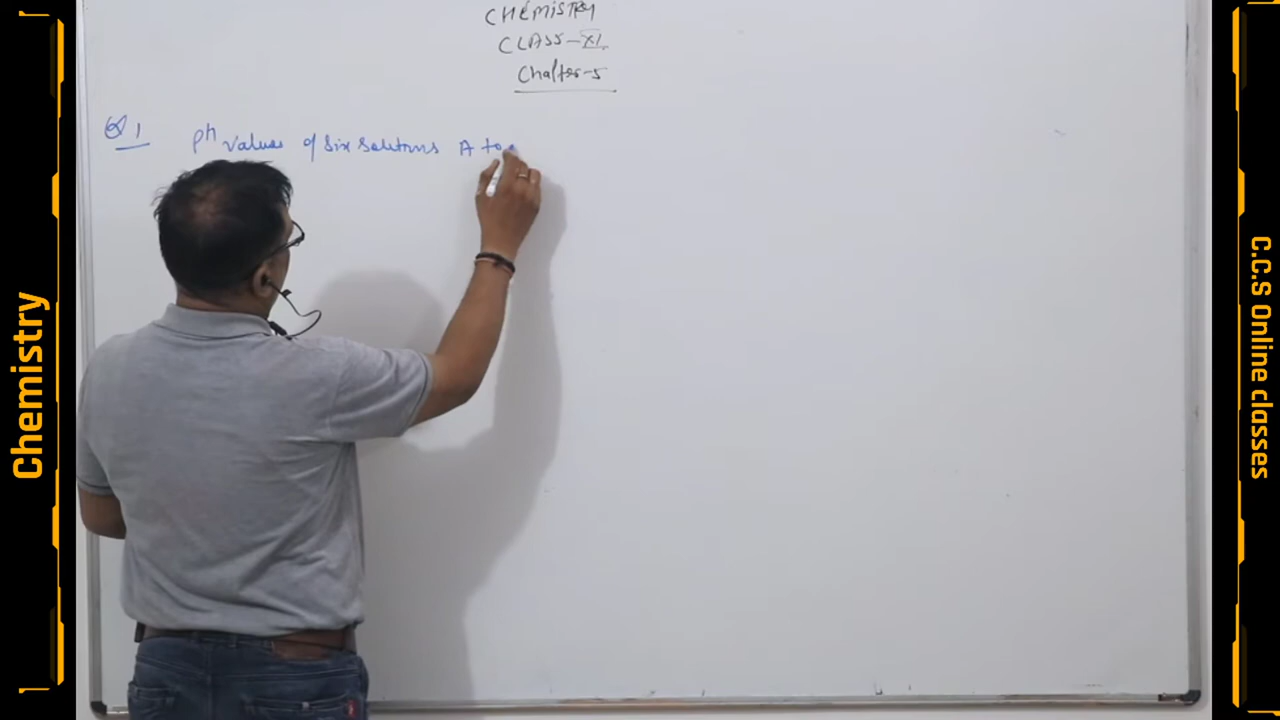 CHEMISTRY
CLASS-XI
Chapter-5
Q1 pH values of six solutions A to
Chemistry
C.C.S Online classes